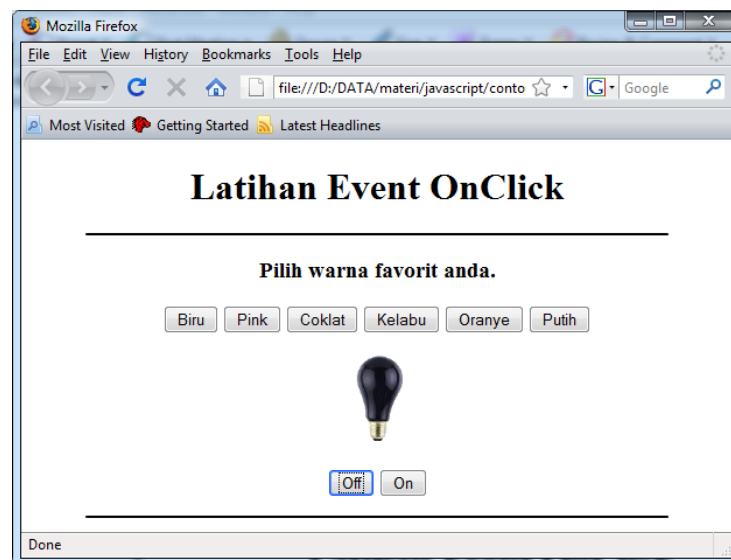 Mozilla Firefox
File Edit View History Bookmarks Tools Help
file:///D:/DATA/materi/javascript/conto
G Google
Most Visited Getting Started Latest Headlines
Latihan Event OnClick
Pilih warna favorit anda.
Biru Pink Coklat Kelabu Oranye Putih
Off On
Done